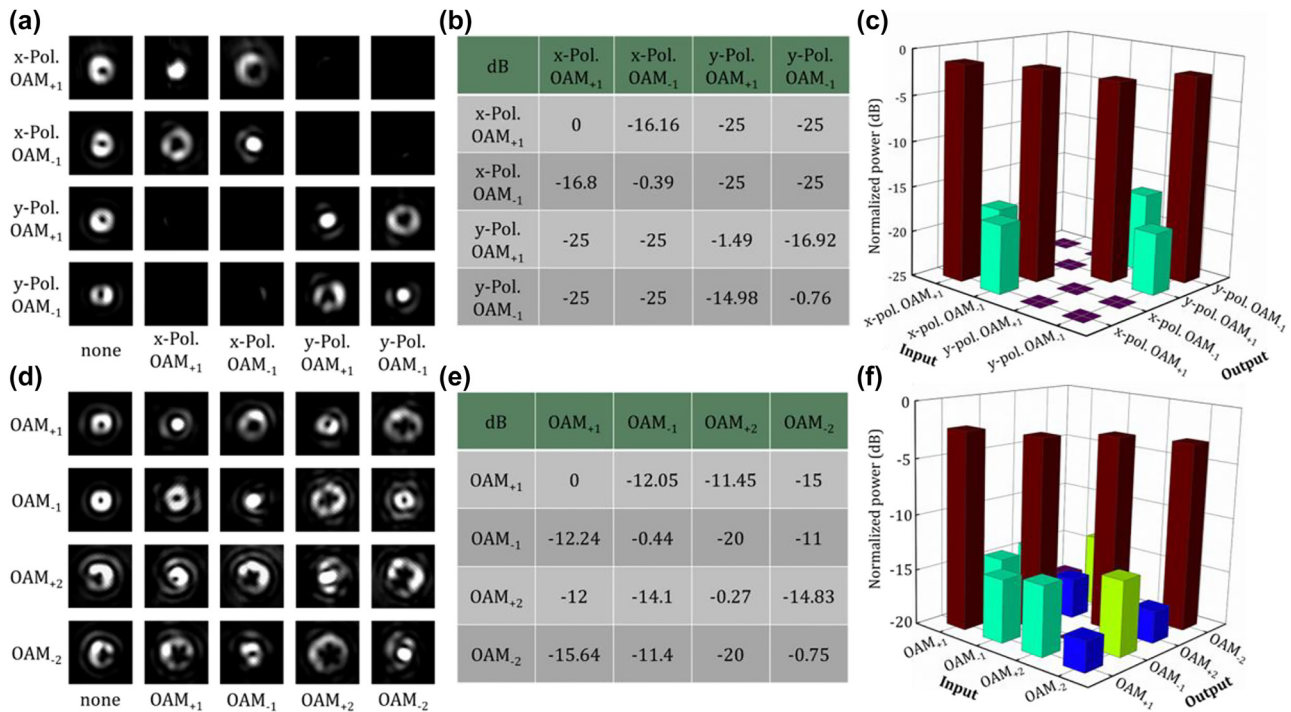 (a)
x-Pol.
OAM+1
x-Pol.
OAM-1
y-Pol.
OAM+1
y-Pol.
OAM-1
none
x-Pol.
OAM+1
x-Pol.
OAM-1
y-Pol.
OAM+1
y-Pol.
OAM-1
(b)
dB x-Pol. OAM+1 x-Pol. OAM-1 y-Pol. OAM+1 y-Pol. OAM-1
x-Pol. OAM+1 0 -16.16 -25 -25
x-Pol. OAM-1 -16.8 -0.39 -25 -25
y-Pol. OAM+1 -25 -25 -1.49 -16.92
y-Pol. OAM-1 -25 -25 -14.98 -0.76
(c)
Normalized power (dB)
0
-5
-10
-15
-20
-25
x-pol. OAM+1
x-pol. OAM-1
y-pol. OAM+1
y-pol. OAM-1
Input
x-pol. OAM+1
x-pol. OAM-1
y-pol. OAM+1
y-pol. OAM-1
Output
(d)
OAM+1
OAM-1
OAM+2
OAM-2
none OAM+1 OAM-1 OAM+2 OAM-2
(e)
dB OAM+1 OAM-1 OAM+2 OAM-2
OAM+1 0 -12.05 -11.45 -15
OAM-1 -12.24 -0.44 -20 -11
OAM+2 -12 -14.1 -0.27 -14.83
OAM-2 -15.64 -11.4 -20 -0.75
(f)
Normalized power (dB)
0
-5
-10
-15
-20
OAM+1
OAM-1
OAM+2
OAM-2
Input
OAM+1
OAM-1
OAM+2
OAM-2
Output